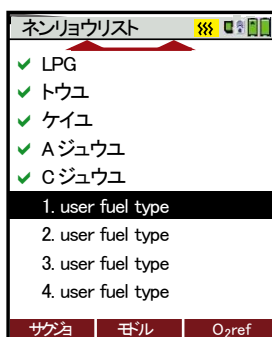 ネンリョウリスト
LPG
トウユ
ケイユ
Aジュウユ
Cジュウユ
1. user fuel type
2. user fuel type
3. user fuel type
4. user fuel type
サクジョ モドル O₂ref